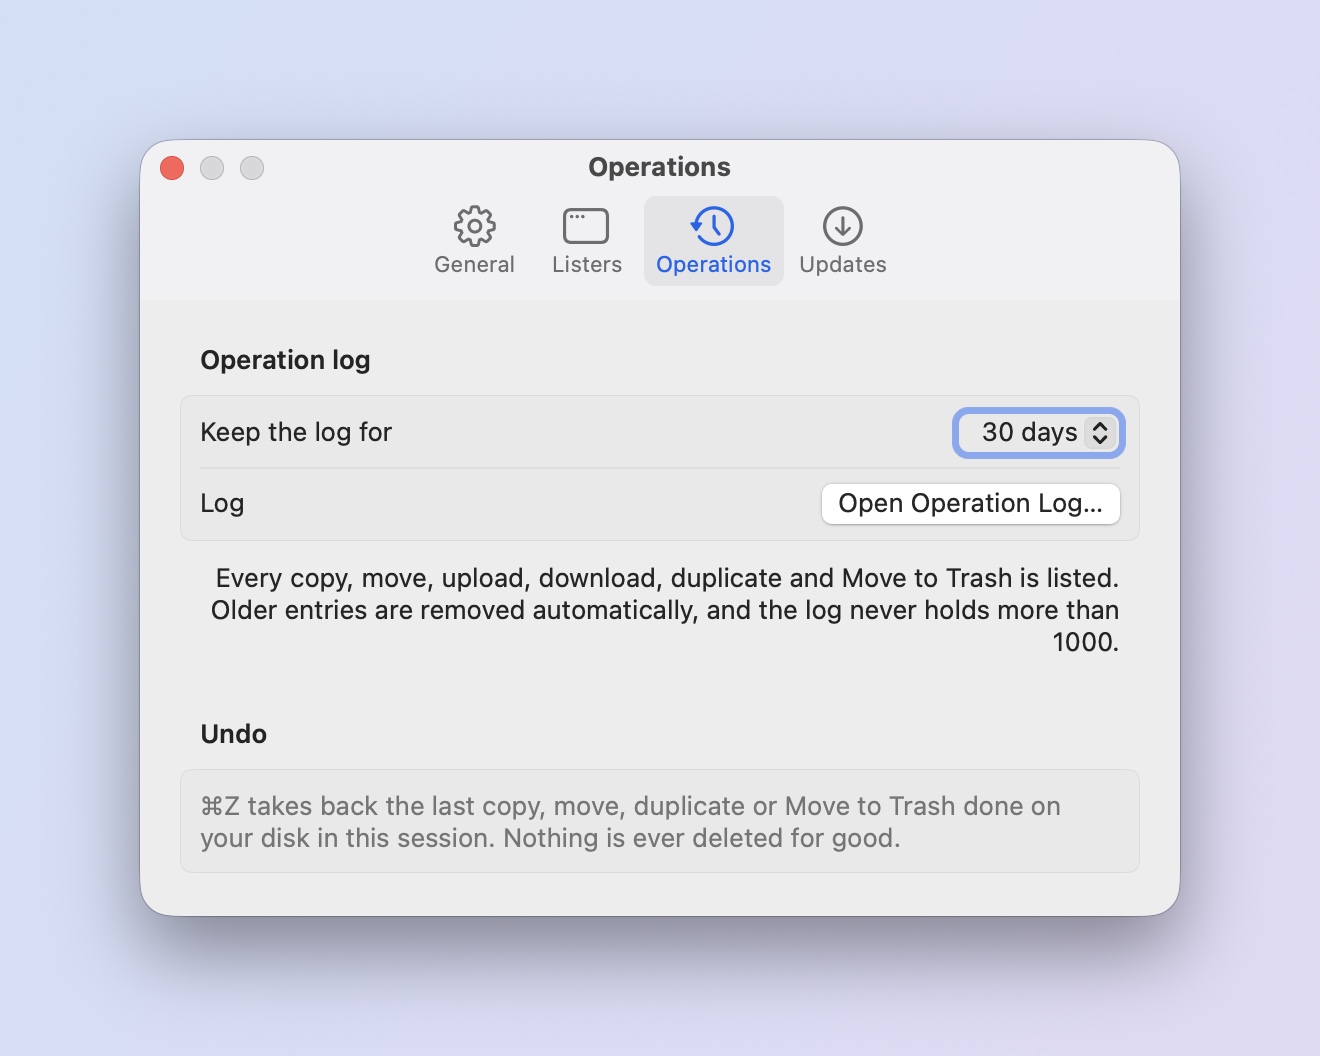 Operations
General
Listers
Operations
Updates
Operation log
Keep the log for
30 days
Log
Open Operation Log...
Every copy, move, upload, download, duplicate and Move to Trash is listed.
Older entries are removed automatically, and the log never holds more than
1000.
Undo
⌘Z takes back the last copy, move, duplicate or Move to Trash done on
your disk in this session. Nothing is ever deleted for good.